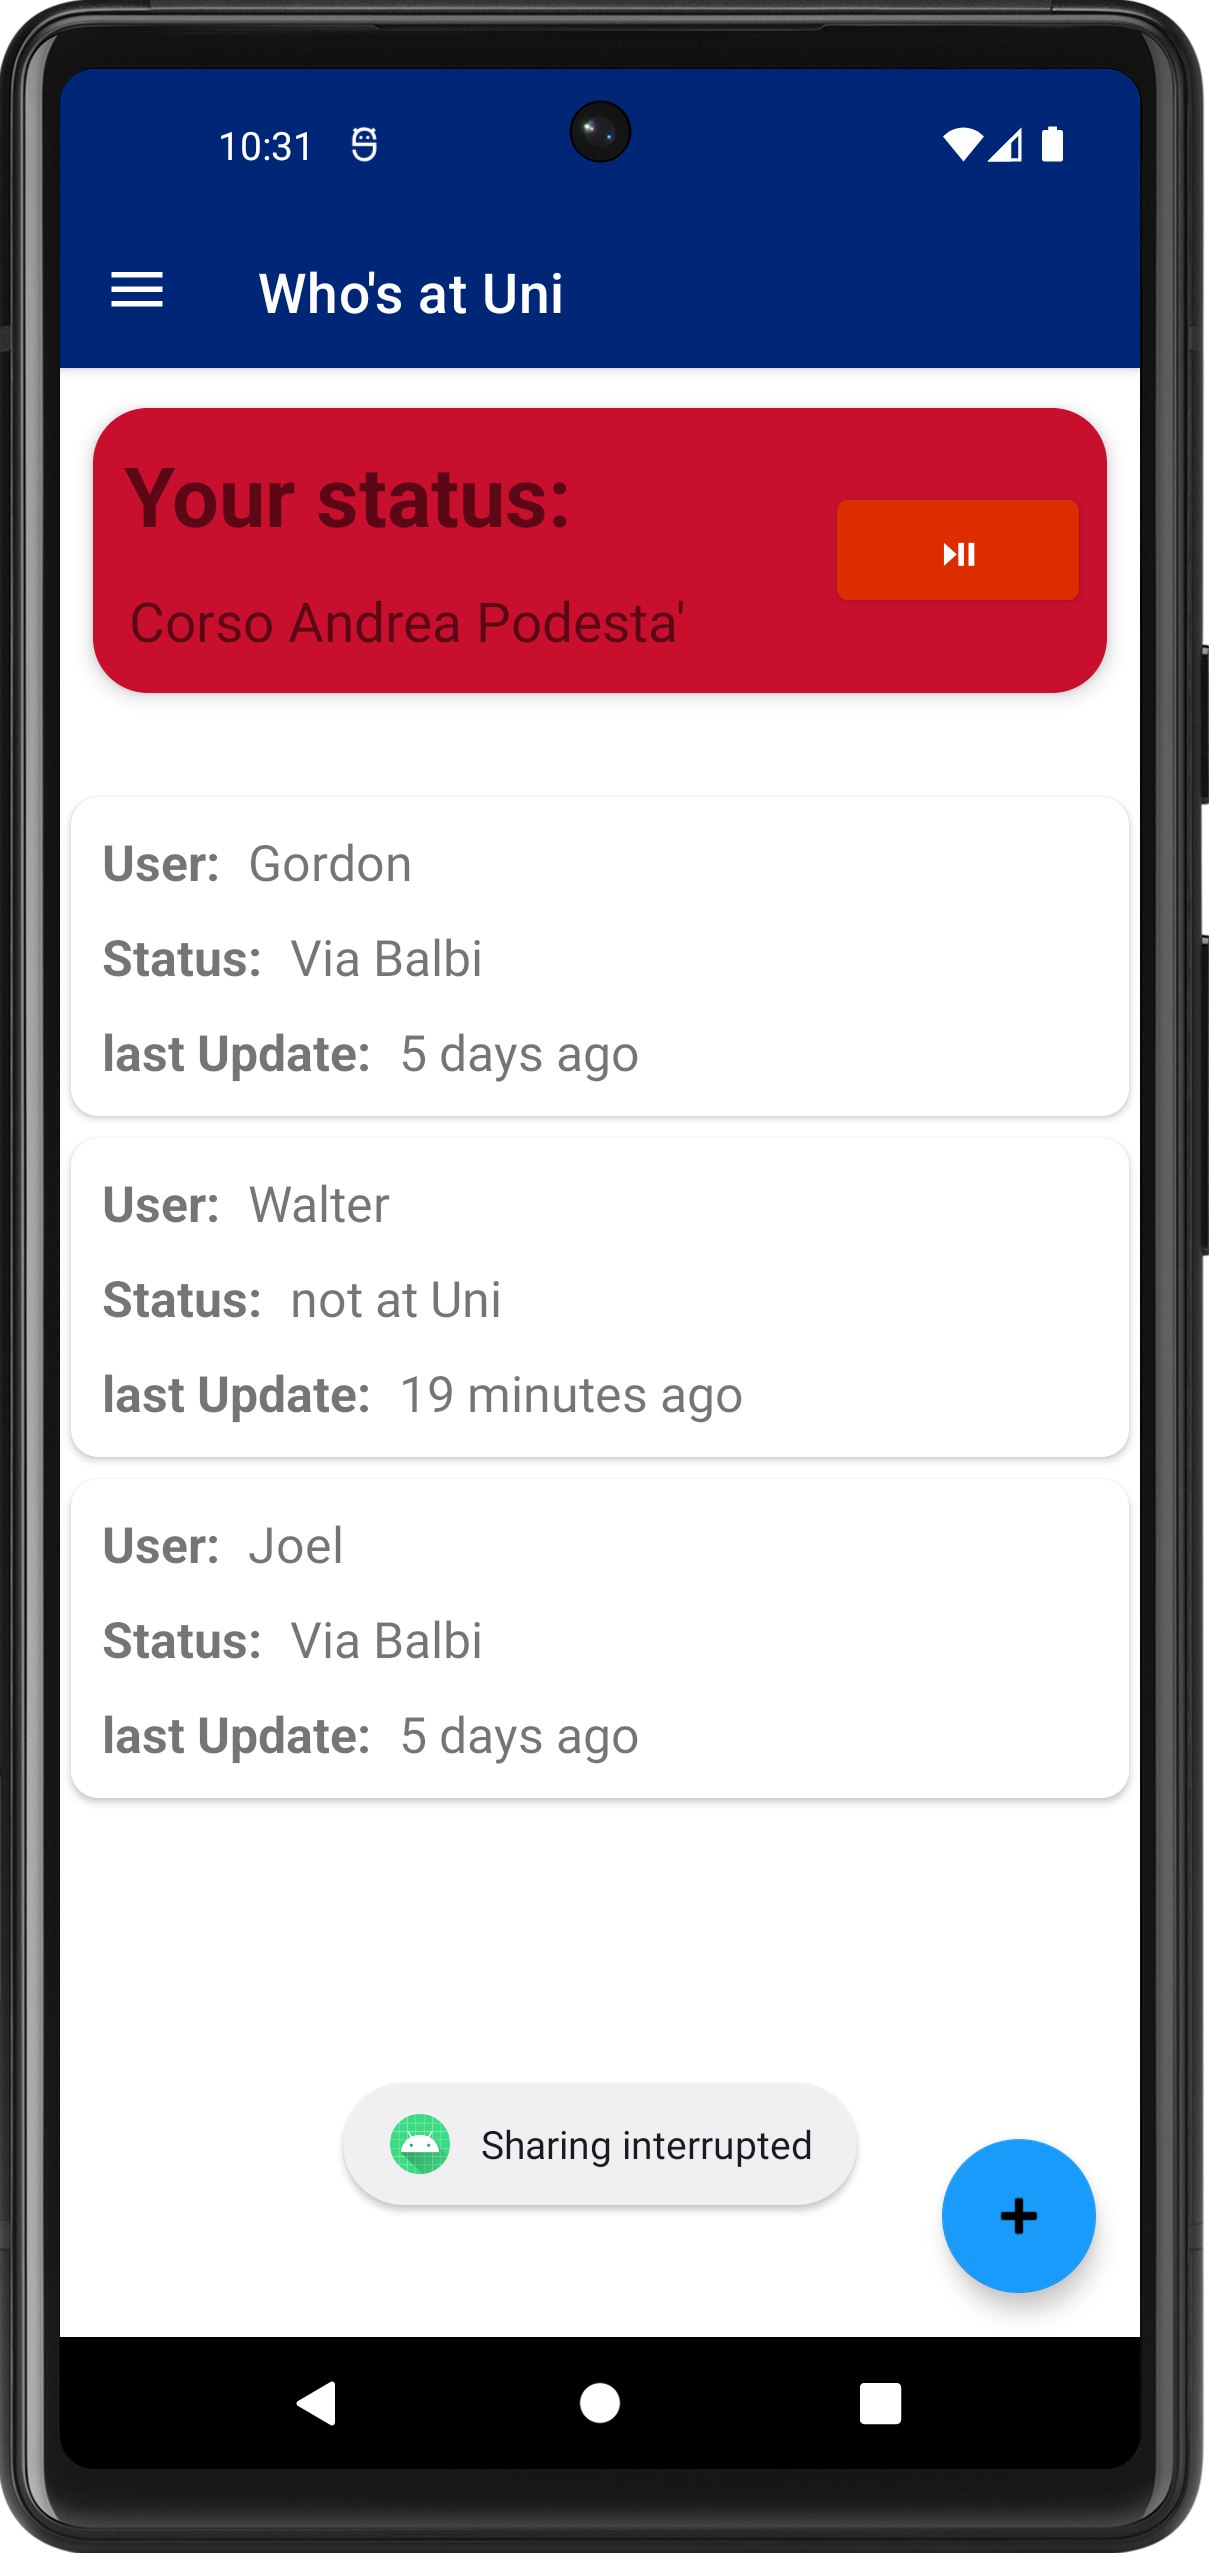 10:31
Who's at Uni
Your status:
Corso Andrea Podesta'
User: Gordon
Status: Via Balbi
last Update: 5 days ago
User: Walter
Status: not at Uni
last Update: 19 minutes ago
User: Joel
Status: Via Balbi
last Update: 5 days ago
Sharing interrupted